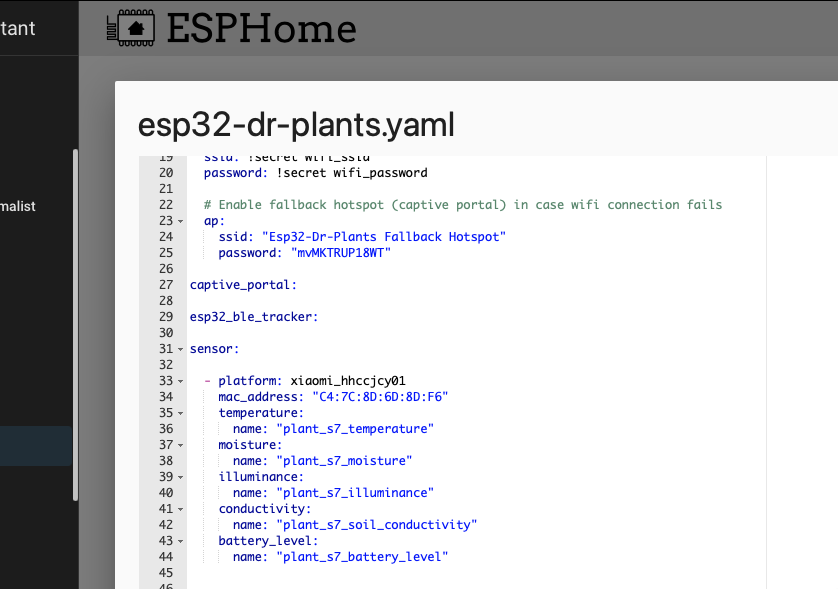 tant
ESPHome
esp32-dr-plants.yaml
malist
19 ssid: !secret wifi_ssid
20 password: !secret wifi_password
21
22 # Enable fallback hotspot (captive portal) in case wifi connection fails
23 ap:
24 ssid: "Esp32-Dr-Plants Fallback Hotspot"
25 password: "mvMKTRUP18WT"
26
27 captive_portal:
28
29 esp32_ble_tracker:
30
31 sensor:
32
33 - platform: xiaomi_hhccjcy01
34 mac_address: "C4:7C:8D:6D:8D:F6"
35 temperature:
36 name: "plant_s7_temperature"
37 moisture:
38 name: "plant_s7_moisture"
39 illuminance:
40 name: "plant_s7_illuminance"
41 conductivity:
42 name: "plant_s7_soil_conductivity"
43 battery_level:
44 name: "plant_s7_battery_level"
45
46